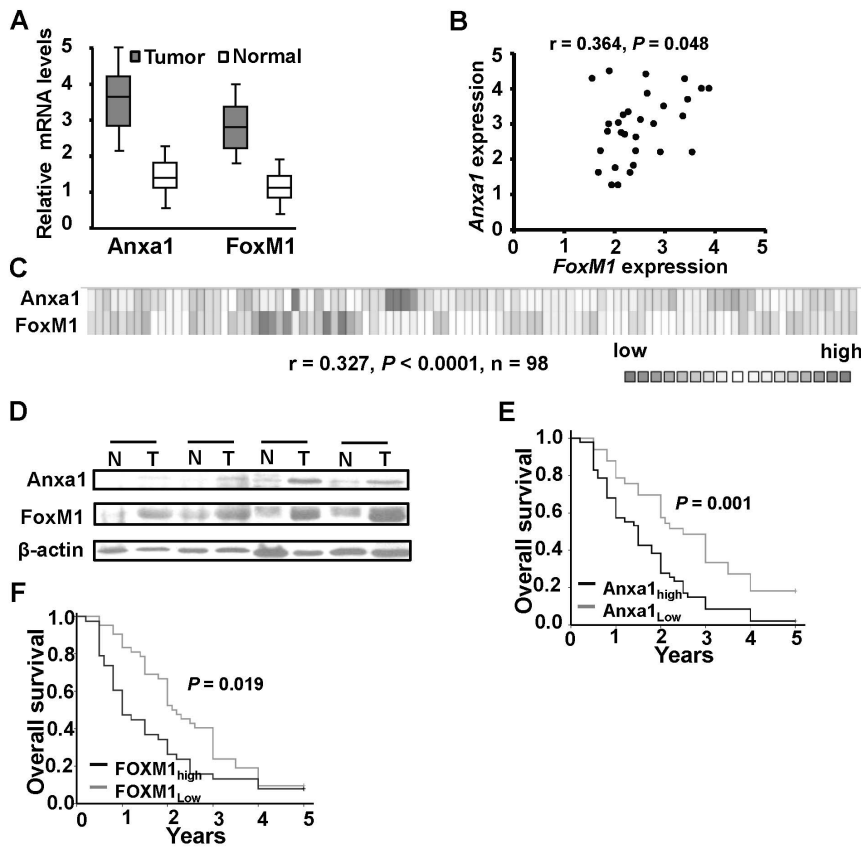 A
Relative mRNA levels
5
4
3
2
1
0
Tumor Normal
Anxa1 FoxM1
B
r = 0.364, P = 0.048
Anxa1 expression
5
4
3
2
1
0
0 1 2 3 4 5
FoxM1 expression
C
Anxa1
FoxM1
r = 0.327, P < 0.0001, n = 98
low high
D
N T N T N T N T
Anxa1
FoxM1
β-actin
E
Overall survival
1.0
0.8
0.6
0.4
0.2
0.0
P = 0.001
Anxa1high
Anxa1Low
0 1 2 3 4 5
Years
F
Overall survival
1.0
0.8
0.6
0.4
0.2
0.0
P = 0.019
FOXM1high
FOXM1Low
0 1 2 3 4 5
Years